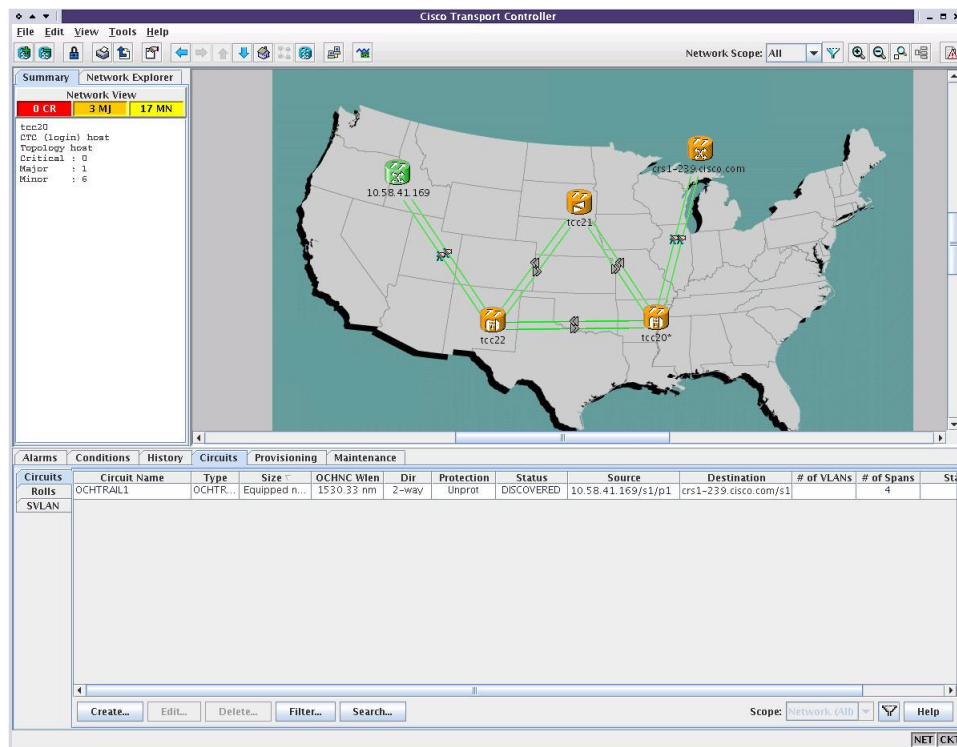 Cisco Transport Controller
File Edit View Tools Help
Network Scope: All
Summary Network Explorer
Network View
0 CR 3 MJ 17 MN
tcc20
CTC (login) host
Topology host
Critical : 0
Major : 1
Minor : 6
crs1-239.cisco.com
10.58.41.169
tcc21
tcc22
tcc20*
Alarms Conditions History Circuits Provisioning Maintenance
Circuits
Rolls
SVLAN
Circuit Name Type Size OCHNC Wlen Dir Protection Status Source Destination # of VLANs # of Spans Sta
OCHTRAIL1 OCHTR... Equipped n... 1530.33 nm 2-way Unprot DISCOVERED 10.58.41.169/s1/p1 crs1-239.cisco.com/s1 4
Create... Edit... Delete... Filter... Search... Scope: Network (All) Help
NET CKT